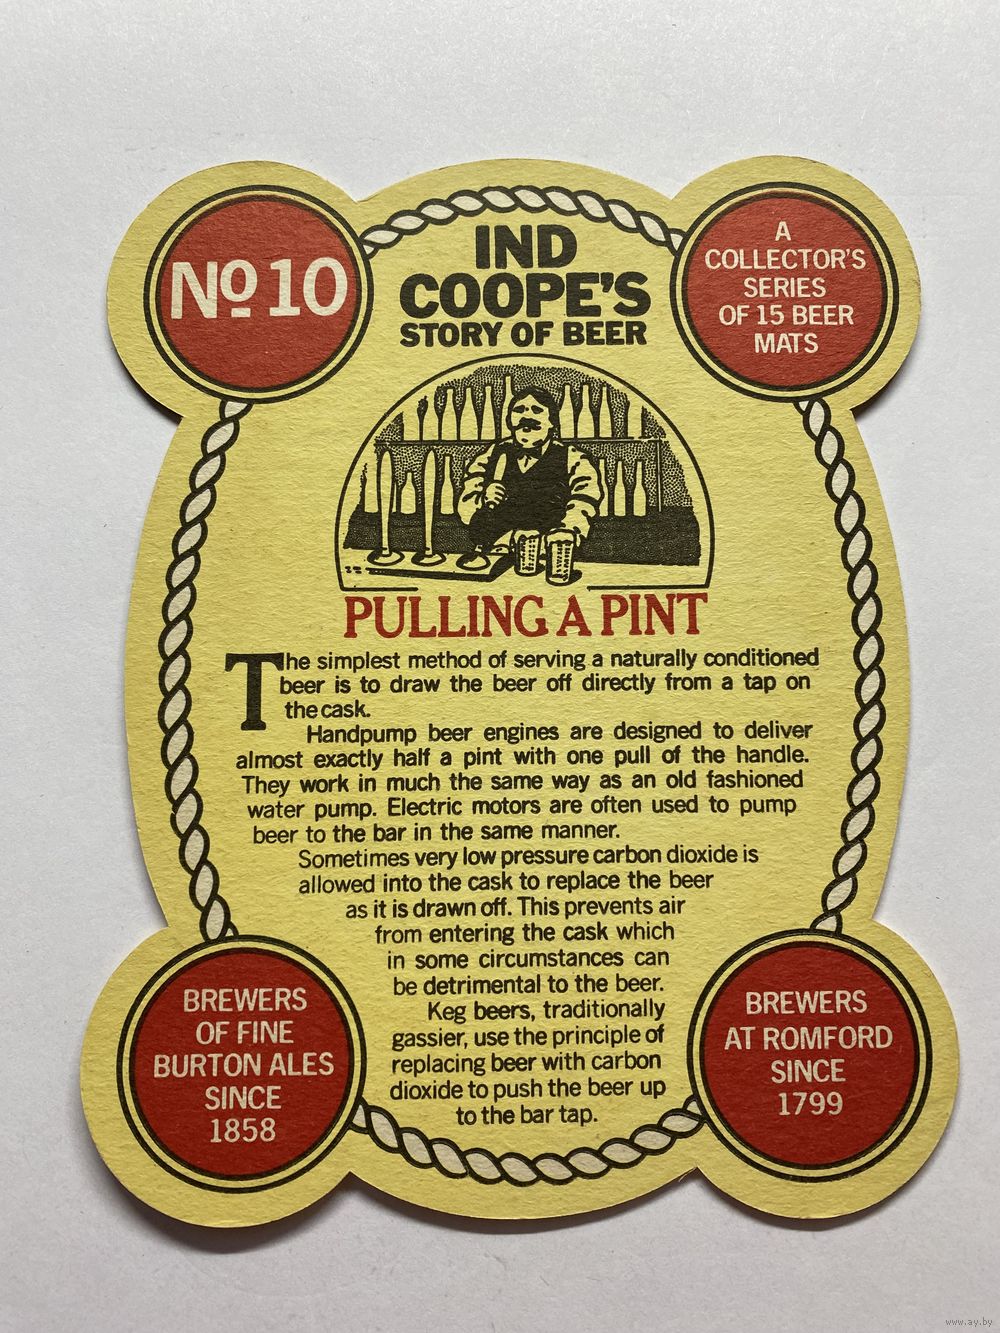 No 10
IND
COOPE'S
STORY OF BEER
A
COLLECTOR'S
SERIES
OF 15 BEER
MATS
PULLING A PINT
The simplest method of serving a naturally conditioned
beer is to draw the beer off directly from a tap on
the cask.
Handpump beer engines are designed to deliver
almost exactly half a pint with one pull of the handle.
They work in much the same way as an old fashioned
water pump. Electric motors are often used to pump
beer to the bar in the same manner.
Sometimes very low pressure carbon dioxide is
allowed into the cask to replace the beer
as it is drawn off. This prevents air
from entering the cask which
in some circumstances can
be detrimental to the beer.
Keg beers, traditionally
gassier, use the principle of
replacing beer with carbon
dioxide to push the beer up
to the bar tap.
BREWERS
OF FINE
BURTON ALES
SINCE
1858
BREWERS
AT ROMFORD
SINCE
1799
www.ay.by